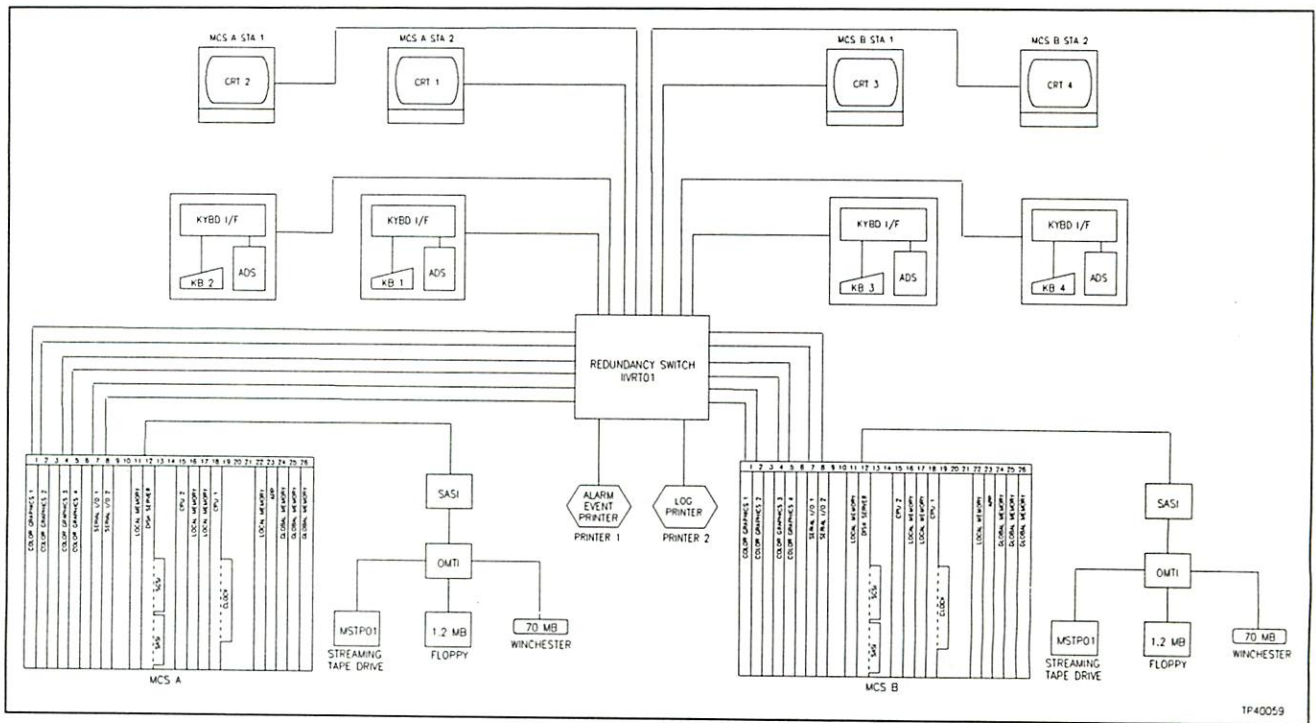 MCS A STA 1
MCS A STA 2
MCS B STA 1
MCS B STA 2
CRT 2
CRT 1
CRT 3
CRT 4
KYBD I/F
KB 2
ADS
KYBD I/F
KB 1
ADS
KYBD I/F
KB 3
ADS
KYBD I/F
KB 4
ADS
REDUNDANCY SWITCH
IIVRT01
ALARM
EVENT
PRINTER
PRINTER 1
LOG
PRINTER
PRINTER 2
1 2 3 4 5 6 7 8 9 10 11 12 13 14 15 16 17 18 19 20 21 22 23 24 25 26
COLOR GRAPHICS 1
COLOR GRAPHICS 2
COLOR GRAPHICS 3
COLOR GRAPHICS 4
SERIAL I/O 1
SERIAL I/O 2
LOCAL MEMORY
DISK SERVER
SCSI
SASI
CPU 2
LOCAL MEMORY
LOCAL MEMORY
CPU 1
CLOCK
LOCAL MEMORY
APP
GLOBAL MEMORY
GLOBAL MEMORY
GLOBAL MEMORY
MCS A
SASI
OMTI
MSTP01
STREAMING
TAPE DRIVE
1.2 MB
FLOPPY
70 MB
WINCHESTER
1 2 3 4 5 6 7 8 9 10 11 12 13 14 15 16 17 18 19 20 21 22 23 24 25 26
COLOR GRAPHICS 1
COLOR GRAPHICS 2
COLOR GRAPHICS 3
COLOR GRAPHICS 4
SERIAL I/O 1
SERIAL I/O 2
LOCAL MEMORY
DISK SERVER
SCSI
SASI
CPU 2
LOCAL MEMORY
LOCAL MEMORY
CPU 1
CLOCK
LOCAL MEMORY
APP
GLOBAL MEMORY
GLOBAL MEMORY
GLOBAL MEMORY
MCS B
SASI
OMTI
MSTP01
STREAMING
TAPE DRIVE
1.2 MB
FLOPPY
70 MB
WINCHESTER
TP40059